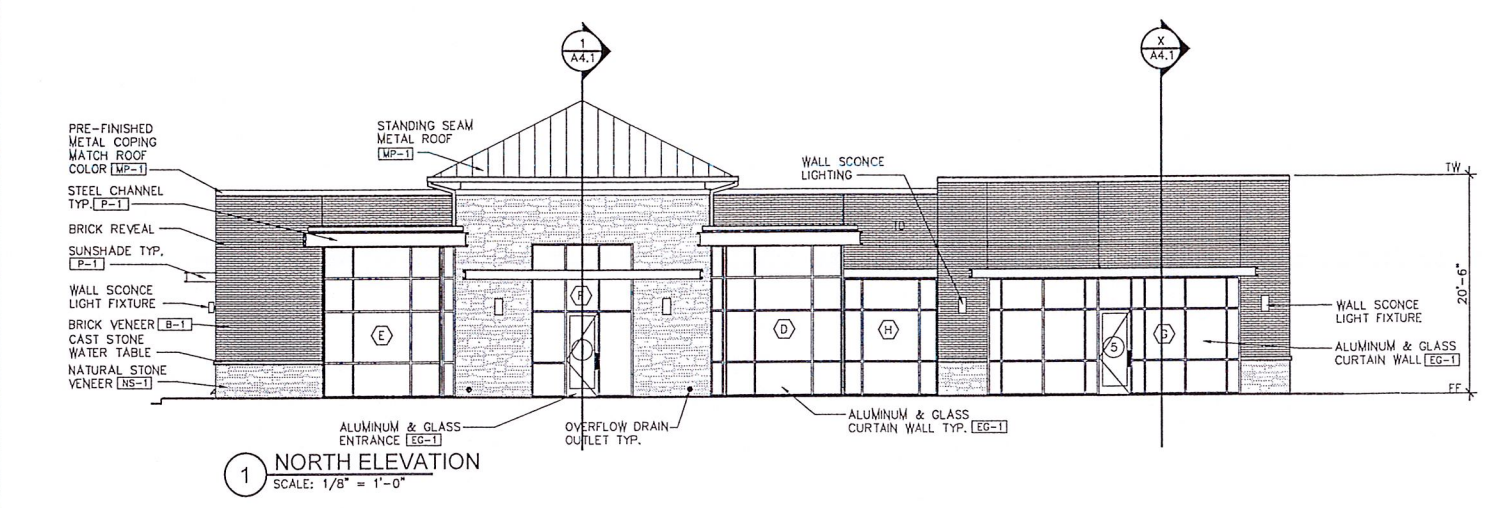 1
A4.1
X
A4.1
PRE-FINISHED
METAL COPING
MATCH ROOF
COLOR MP-1
STANDING SEAM
METAL ROOF
MP-1
WALL SCONCE
LIGHTING
TW
STEEL CHANNEL
TYP. P-1
BRICK REVEAL
TD
SUNSHADE TYP.
P-1
20'-6"
WALL SCONCE
LIGHT FIXTURE
F
WALL SCONCE
LIGHT FIXTURE
BRICK VENEER B-1
E
D
H
5
G
CAST STONE
WATER TABLE
ALUMINUM & GLASS
CURTAIN WALL EG-1
NATURAL STONE
VENEER NS-1
FF
ALUMINUM & GLASS
ENTRANCE EG-1
OVERFLOW DRAIN
OUTLET TYP.
ALUMINUM & GLASS
CURTAIN WALL TYP. EG-1
1
NORTH ELEVATION
SCALE: 1/8" = 1'-0"